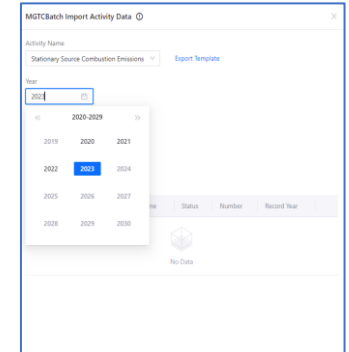 MGTCBatch Import Activity Data
Activity Name
Stationary Source Combustion Emissions Export Template
Year
2023
2020-2029
2019 2020 2021
2022 2023 2024
2025 2026 2027
2028 2029 2030
Status Number Record Year
No Data